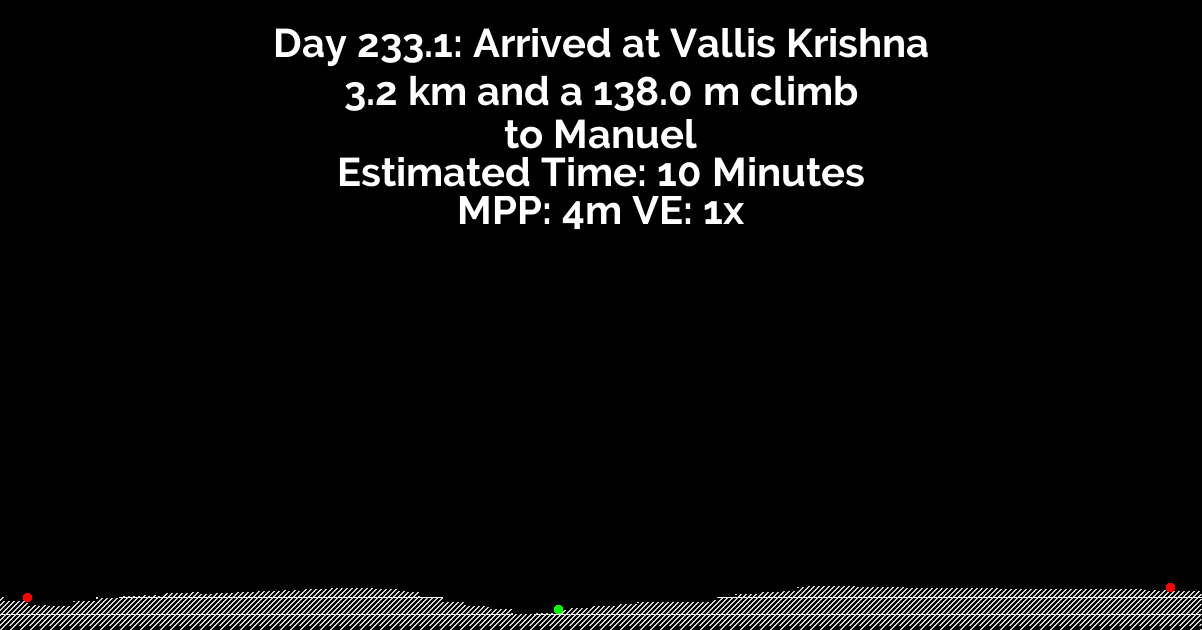 Day 233.1: Arrived at Vallis Krishna
3.2 km and a 138.0 m climb
to Manuel
Estimated Time: 10 Minutes
MPP: 4m VE: 1x